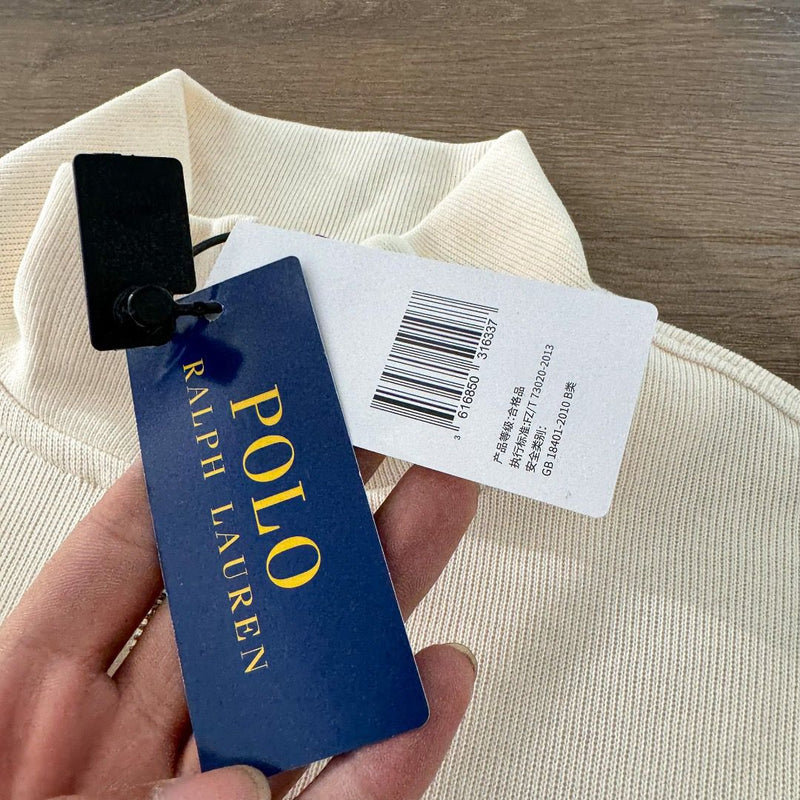 POLO
RALPH LAUREN
3 616850 316337
产品等级:合格品
执行标准:FZ/T 73020-2013
安全类别:
GB 18401-2010 B类